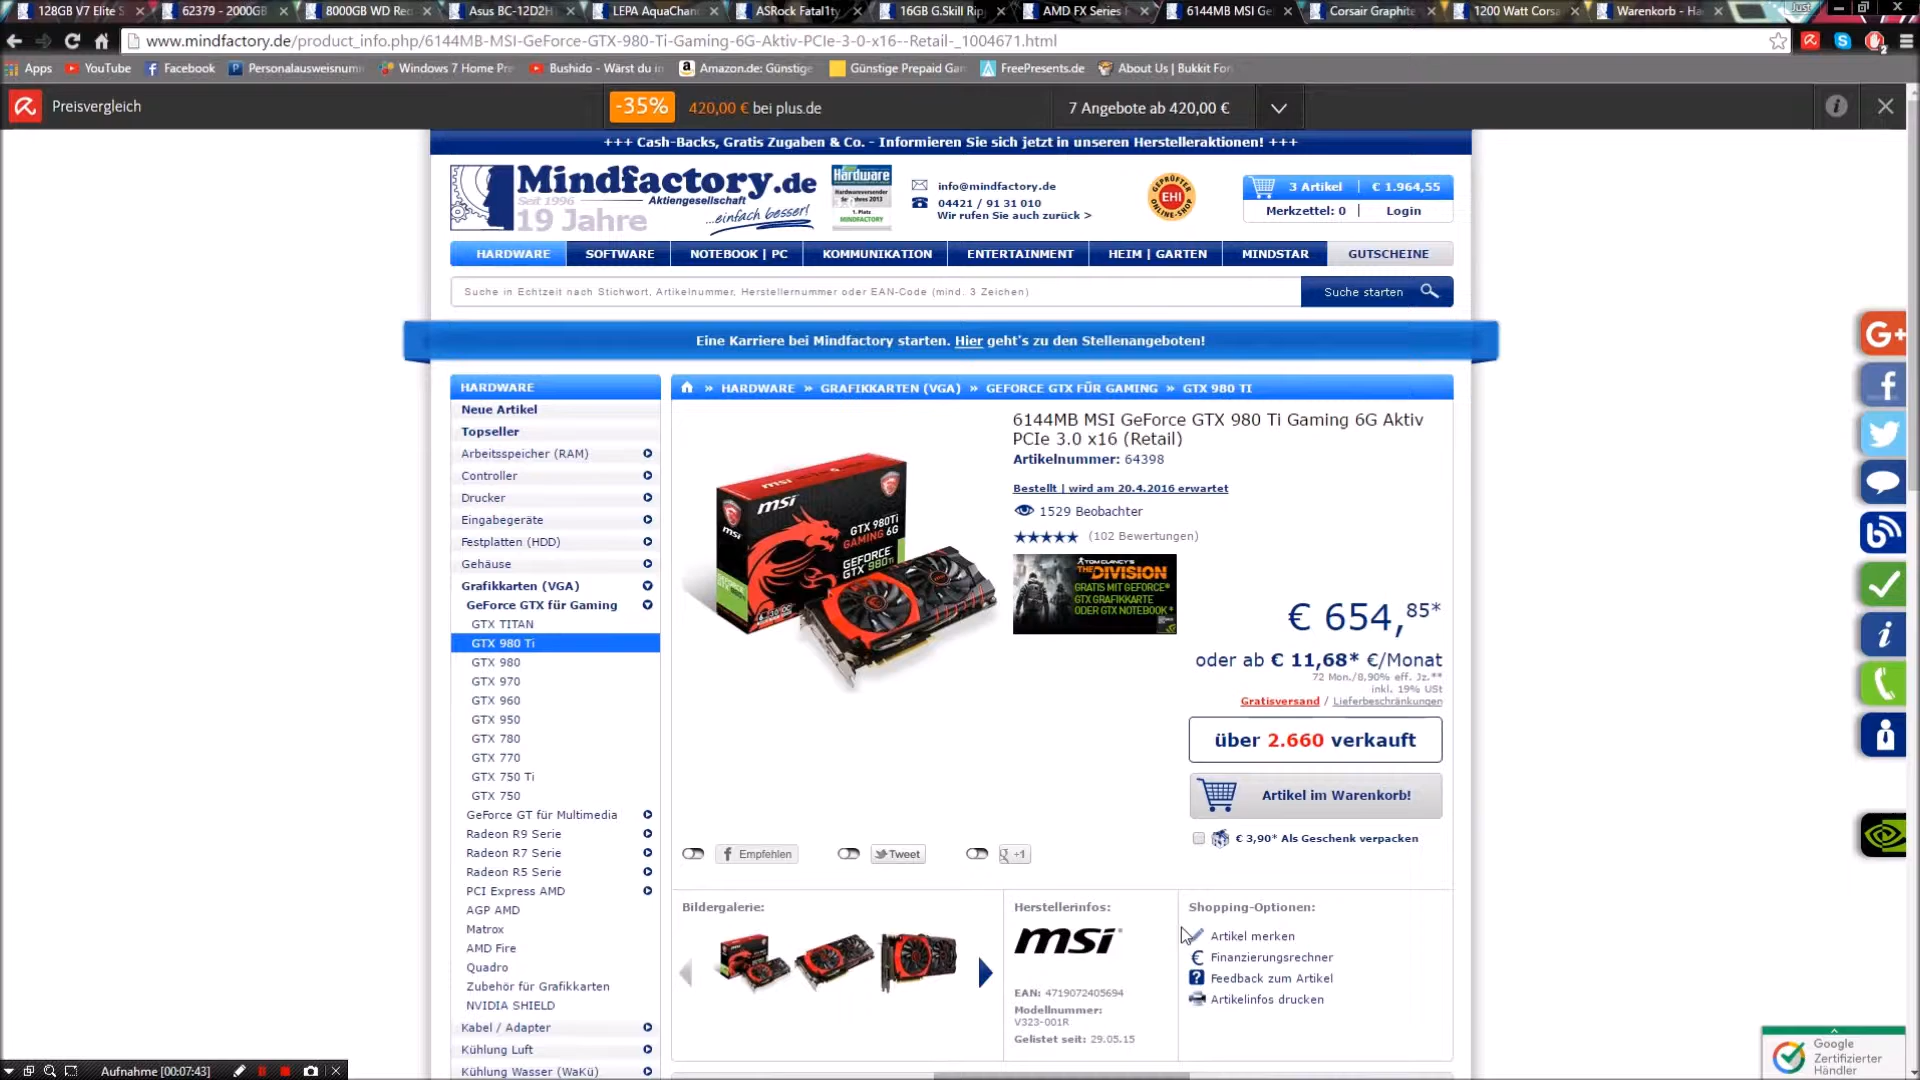 128GB V7 Elite S
62379 - 2000GB
8000GB WD Red
Asus BC-12D2H
LEPA AquaChan
ASRock Fatal1ty
16GB G.Skill Rip
AMD FX Series
6144MB MSI Ge
Corsair Graphite
1200 Watt Corsa
Warenkorb - Ha
Just
www.mindfactory.de/product_info.php/6144MB-MSI-GeForce-GTX-980-Ti-Gaming-6G-Aktiv-PCIe-3-0-x16--Retail-_1004671.html
Apps
YouTube
Facebook
Personalausweisnum
Windows 7 Home Pr
Bushido - Wärst du in
Amazon.de: Günstige
Günstige Prepaid Gam
FreePresents.de
About Us | Bukkit For
Preisvergleich
-35%
420,00 € bei plus.de
7 Angebote ab 420,00 €
+++ Cash-Backs, Gratis Zugaben & Co. - Informieren Sie sich jetzt in unseren Herstelleraktionen! +++
Mindfactory.de
Seit 1996
Aktiengesellschaft
19 Jahre
...einfach besser!
Hardware
1. Platz
MINDFACTORY
info@mindfactory.de
04421 / 91 31 010
Wir rufen Sie auch zurück >
GEPRÜFTER
EHI
ONLINE-SHOP
3 Artikel | € 1.964,55
Merkzettel: 0 | Login
HARDWARE
SOFTWARE
NOTEBOOK | PC
KOMMUNIKATION
ENTERTAINMENT
HEIM | GARTEN
MINDSTAR
GUTSCHEINE
Suche in Echtzeit nach Stichwort, Artikelnummer, Herstellernummer oder EAN-Code (mind. 3 Zeichen)
Suche starten
Eine Karriere bei Mindfactory starten. Hier geht's zu den Stellenangeboten!
HARDWARE
Neue Artikel
Topseller
Arbeitsspeicher (RAM)
Controller
Drucker
Eingabegeräte
Festplatten (HDD)
Gehäuse
Grafikkarten (VGA)
GeForce GTX für Gaming
GTX TITAN
GTX 980 Ti
GTX 980
GTX 970
GTX 960
GTX 950
GTX 780
GTX 770
GTX 750 Ti
GTX 750
GeForce GT für Multimedia
Radeon R9 Serie
Radeon R7 Serie
Radeon R5 Serie
PCI Express AMD
AGP AMD
Matrox
AMD Fire
Quadro
Zubehör für Grafikkarten
NVIDIA SHIELD
Kabel / Adapter
Kühlung Luft
Kühlung Wasser (WaKü)
» HARDWARE » GRAFIKKARTEN (VGA) » GEFORCE GTX FÜR GAMING » GTX 980 TI
msi
msi
GTX 980Ti
GAMING 6G
GEFORCE
GTX 980Ti
6144MB MSI GeForce GTX 980 Ti Gaming 6G Aktiv
PCIe 3.0 x16 (Retail)
Artikelnummer: 64398
Bestellt | wird am 20.4.2016 erwartet
1529 Beobachter
★★★★★ (102 Bewertungen)
TOM CLANCY'S
THE DIVISION
GRATIS MIT GEFORCE®
GTX GRAFIKKARTE
ODER GTX NOTEBOOK*
€ 654,85*
oder ab € 11,68* €/Monat
72 Mon./8,90% eff. Jz.**
inkl. 19% USt
Gratisversand / Lieferbeschränkungen
über 2.660 verkauft
Artikel im Warenkorb!
€ 3,90* Als Geschenk verpacken
Empfehlen
Tweet
+1
Bildergalerie:
Herstellerinfos:
msi
EAN: 4719072405694
Modellnummer:
V323-001R
Gelistet seit: 29.05.15
Shopping-Optionen:
Artikel merken
Finanzierungsrechner
Feedback zum Artikel
Artikelinfos drucken
G+
Google
Zertifizierter
Händler
Aufnahme [00:07:43]